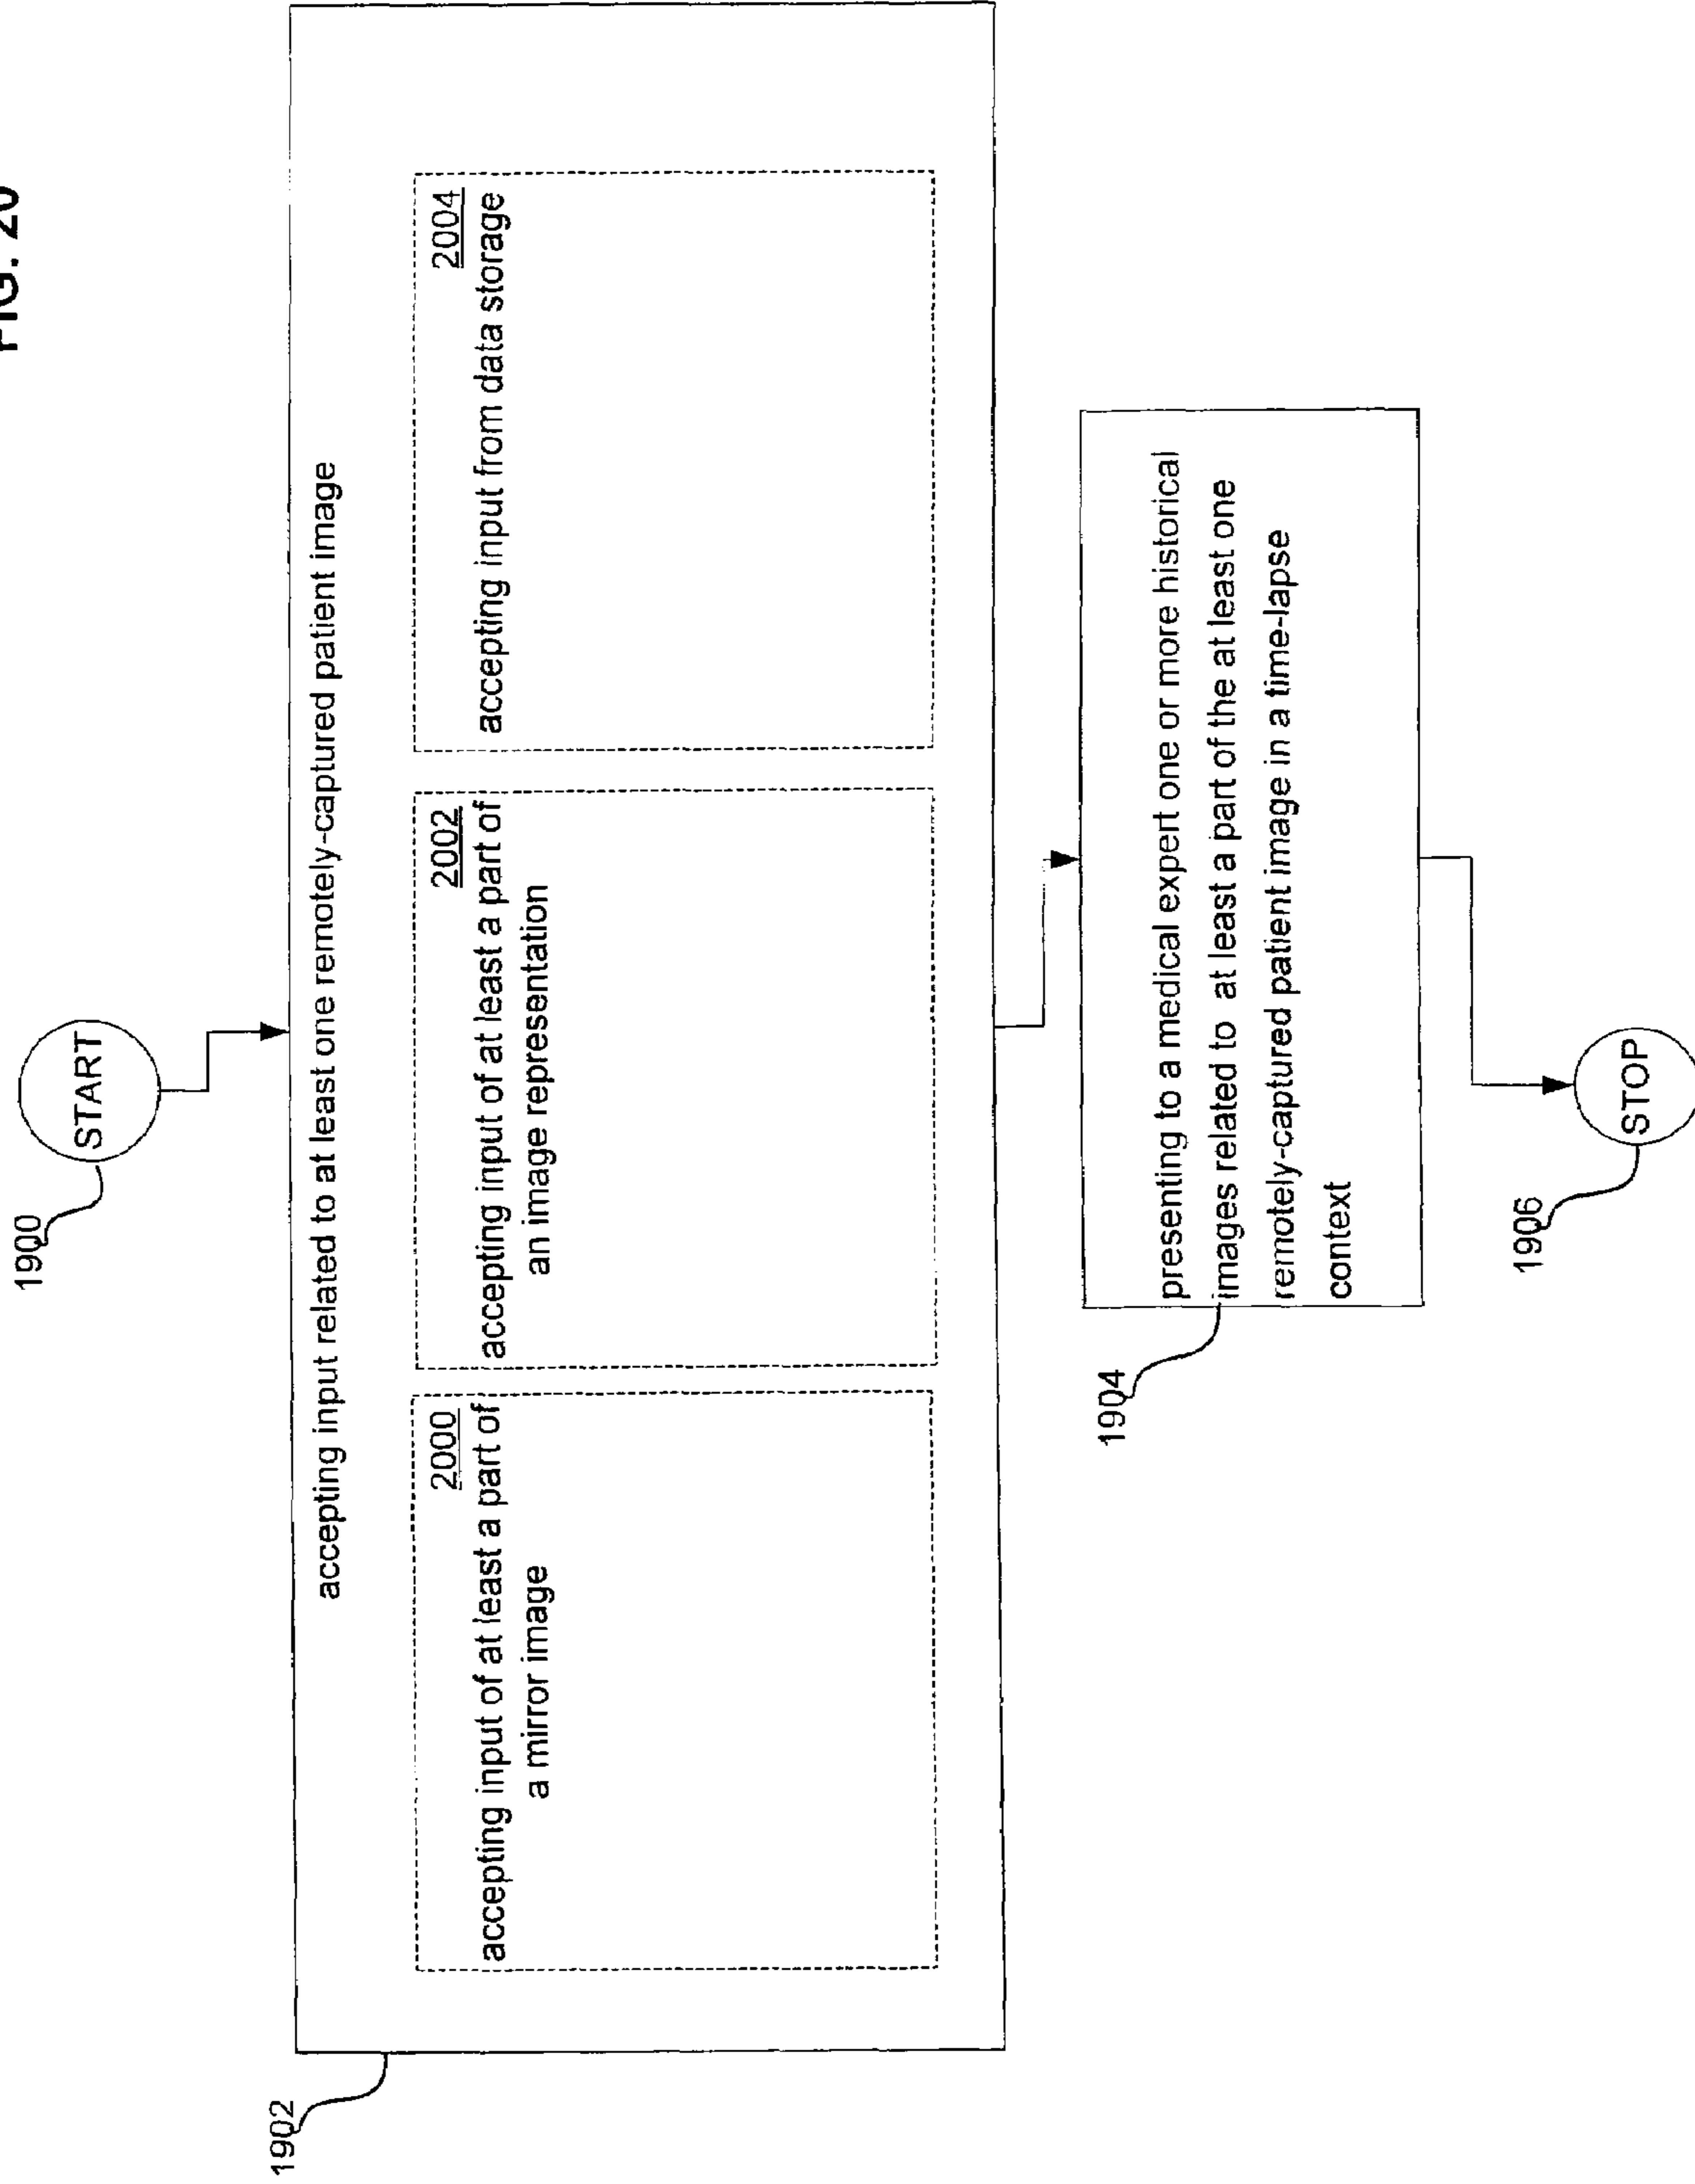 FIG. 20
1900
START
1902
accepting input related to at least one remotely-captured patient image
2000
accepting input of at least a part of
a mirror image
2002
accepting input of at least a part of
an image representation
2004
accepting input from data storage
1904
presenting to a medical expert one or more historical
images related to at least a part of the at least one
remotely-captured patient image in a time-lapse
context
1906
STOP